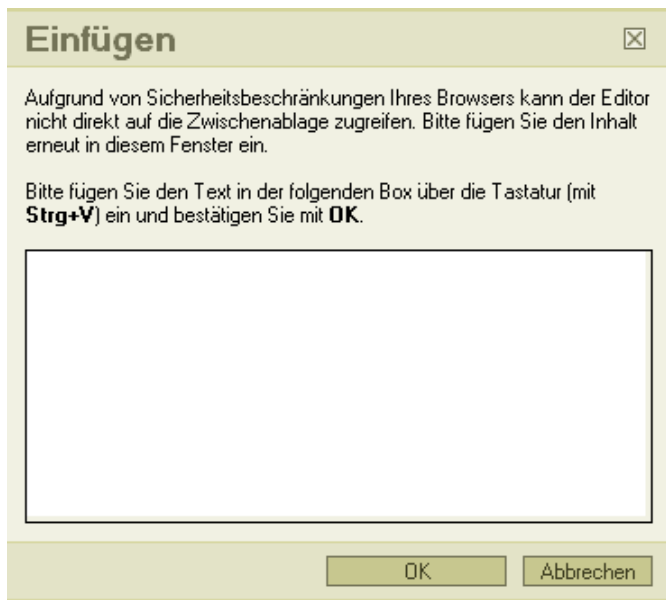 Einfügen
Aufgrund von Sicherheitsbeschränkungen Ihres Browsers kann der Editor
nicht direkt auf die Zwischenablage zugreifen. Bitte fügen Sie den Inhalt
erneut in diesem Fenster ein.
Bitte fügen Sie den Text in der folgenden Box über die Tastatur (mit
Strg+V) ein und bestätigen Sie mit OK.
OK
Abbrechen